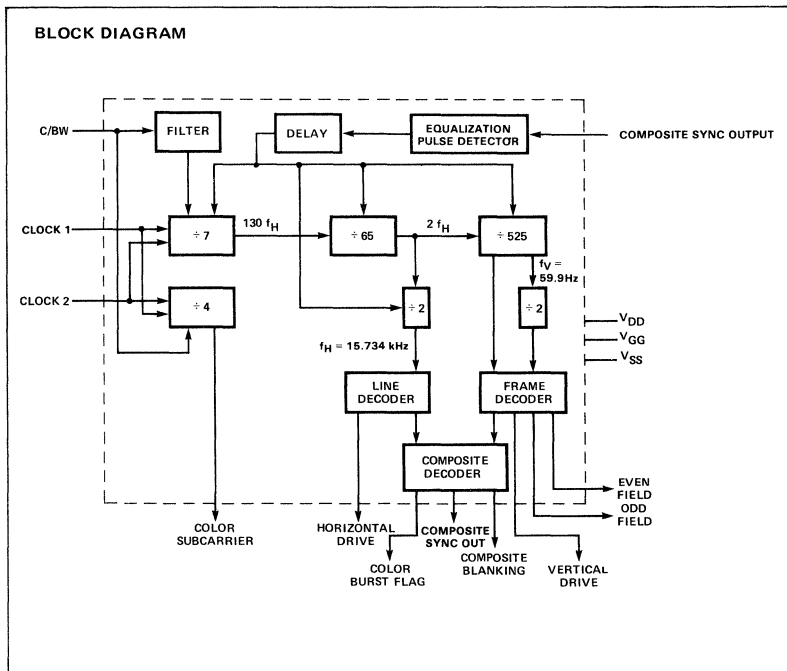 BLOCK DIAGRAM
C/BW
FILTER
DELAY
EQUALIZATION
PULSE DETECTOR
COMPOSITE SYNC OUTPUT
CLOCK 1
÷7
130 fH
÷65
2 fH
÷525
CLOCK 2
÷4
÷2
fV =
59.9Hz
÷2
fH = 15.734 kHz
VDD
VGG
VSS
LINE
DECODER
FRAME
DECODER
COMPOSITE
DECODER
EVEN
FIELD
ODD
FIELD
COLOR
SUBCARRIER
HORIZONTAL
DRIVE
COMPOSITE
SYNC OUT
COLOR
BURST FLAG
COMPOSITE
BLANKING
VERTICAL
DRIVE